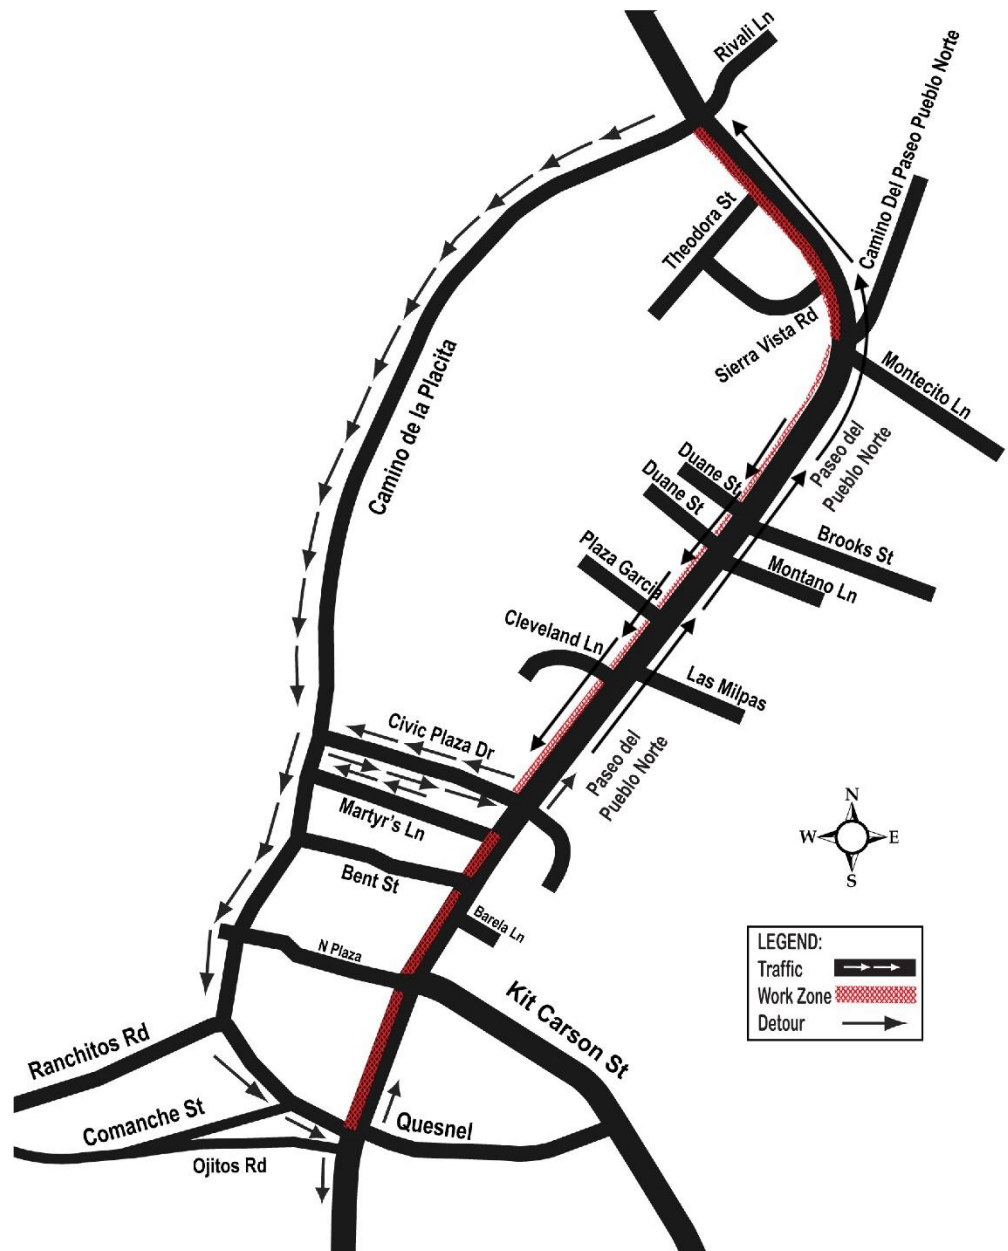 Rivali Ln
Camino Del Paseo Pueblo Norte
Theodora St
Sierra Vista Rd
Montecito Ln
Camino de la Placita
Paseo del
Pueblo Norte
Duane St
Duane St
Brooks St
Montano Ln
Plaza Garcia
Cleveland Ln
Las Milpas
Civic Plaza Dr
Paseo del
Pueblo Norte
Martyr's Ln
N
W
E
S
Bent St
Barela Ln
N Plaza
Kit Carson St
LEGEND:
Traffic
Work Zone
Detour
Ranchitos Rd
Comanche St
Quesnel
Ojitos Rd